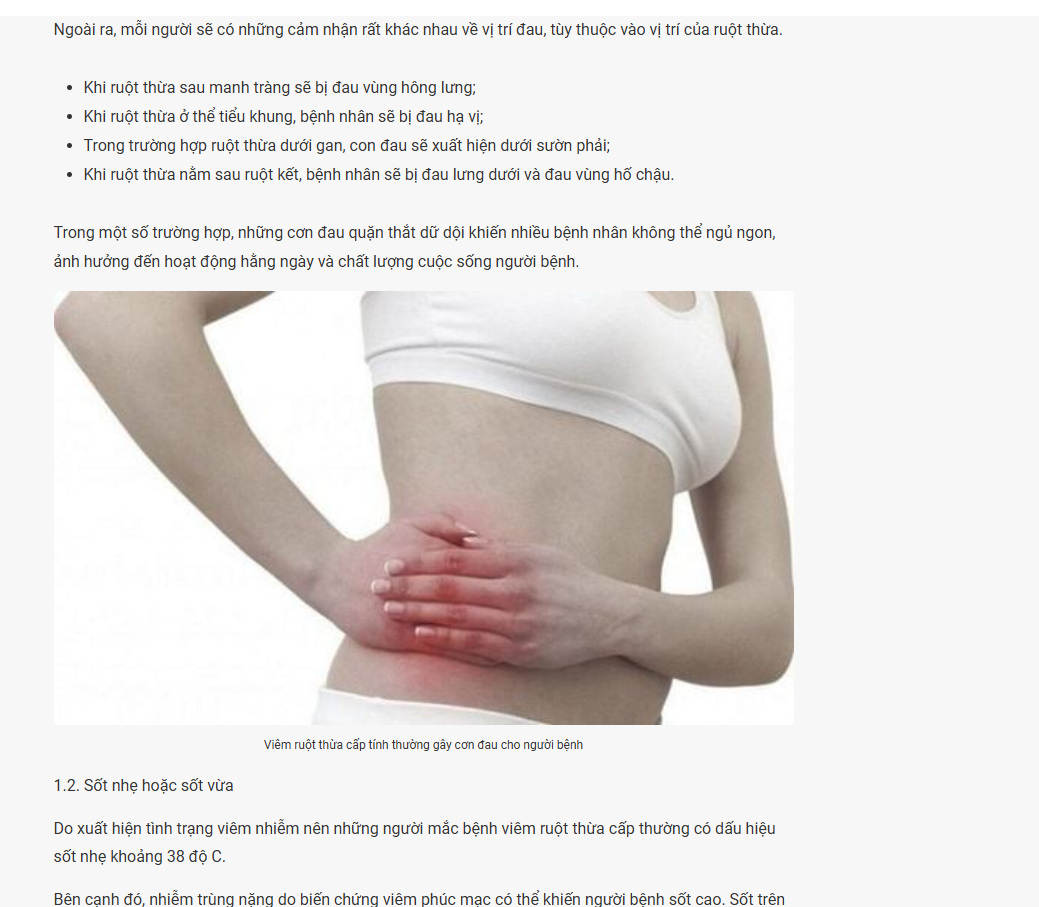 Ngoài ra, mỗi người sẽ có những cảm nhận rất khác nhau về vị trí đau, tùy thuộc vào vị trí của ruột thừa.
Khi ruột thừa sau manh tràng sẽ bị đau vùng hông lưng;
Khi ruột thừa ở thể tiểu khung, bệnh nhân sẽ bị đau hạ vị;
Trong trường hợp ruột thừa dưới gan, con đau sẽ xuất hiện dưới sườn phải;
Khi ruột thừa nằm sau ruột kết, bệnh nhân sẽ bị đau lưng dưới và đau vùng hố chậu.
Trong một số trường hợp, những cơn đau quặn thắt dữ dội khiến nhiều bệnh nhân không thể ngủ ngon,
ảnh hưởng đến hoạt động hằng ngày và chất lượng cuộc sống người bệnh.
Viêm ruột thừa cấp tính thường gây cơn đau cho người bệnh
1.2. Sốt nhẹ hoặc sốt vừa
Do xuất hiện tình trạng viêm nhiễm nên những người mắc bệnh viêm ruột thừa cấp thường có dấu hiệu
sốt nhẹ khoảng 38 độ C.
Bên cạnh đó, nhiễm trùng nặng do biến chứng viêm phúc mạc có thể khiến người bệnh sốt cao. Sốt trên